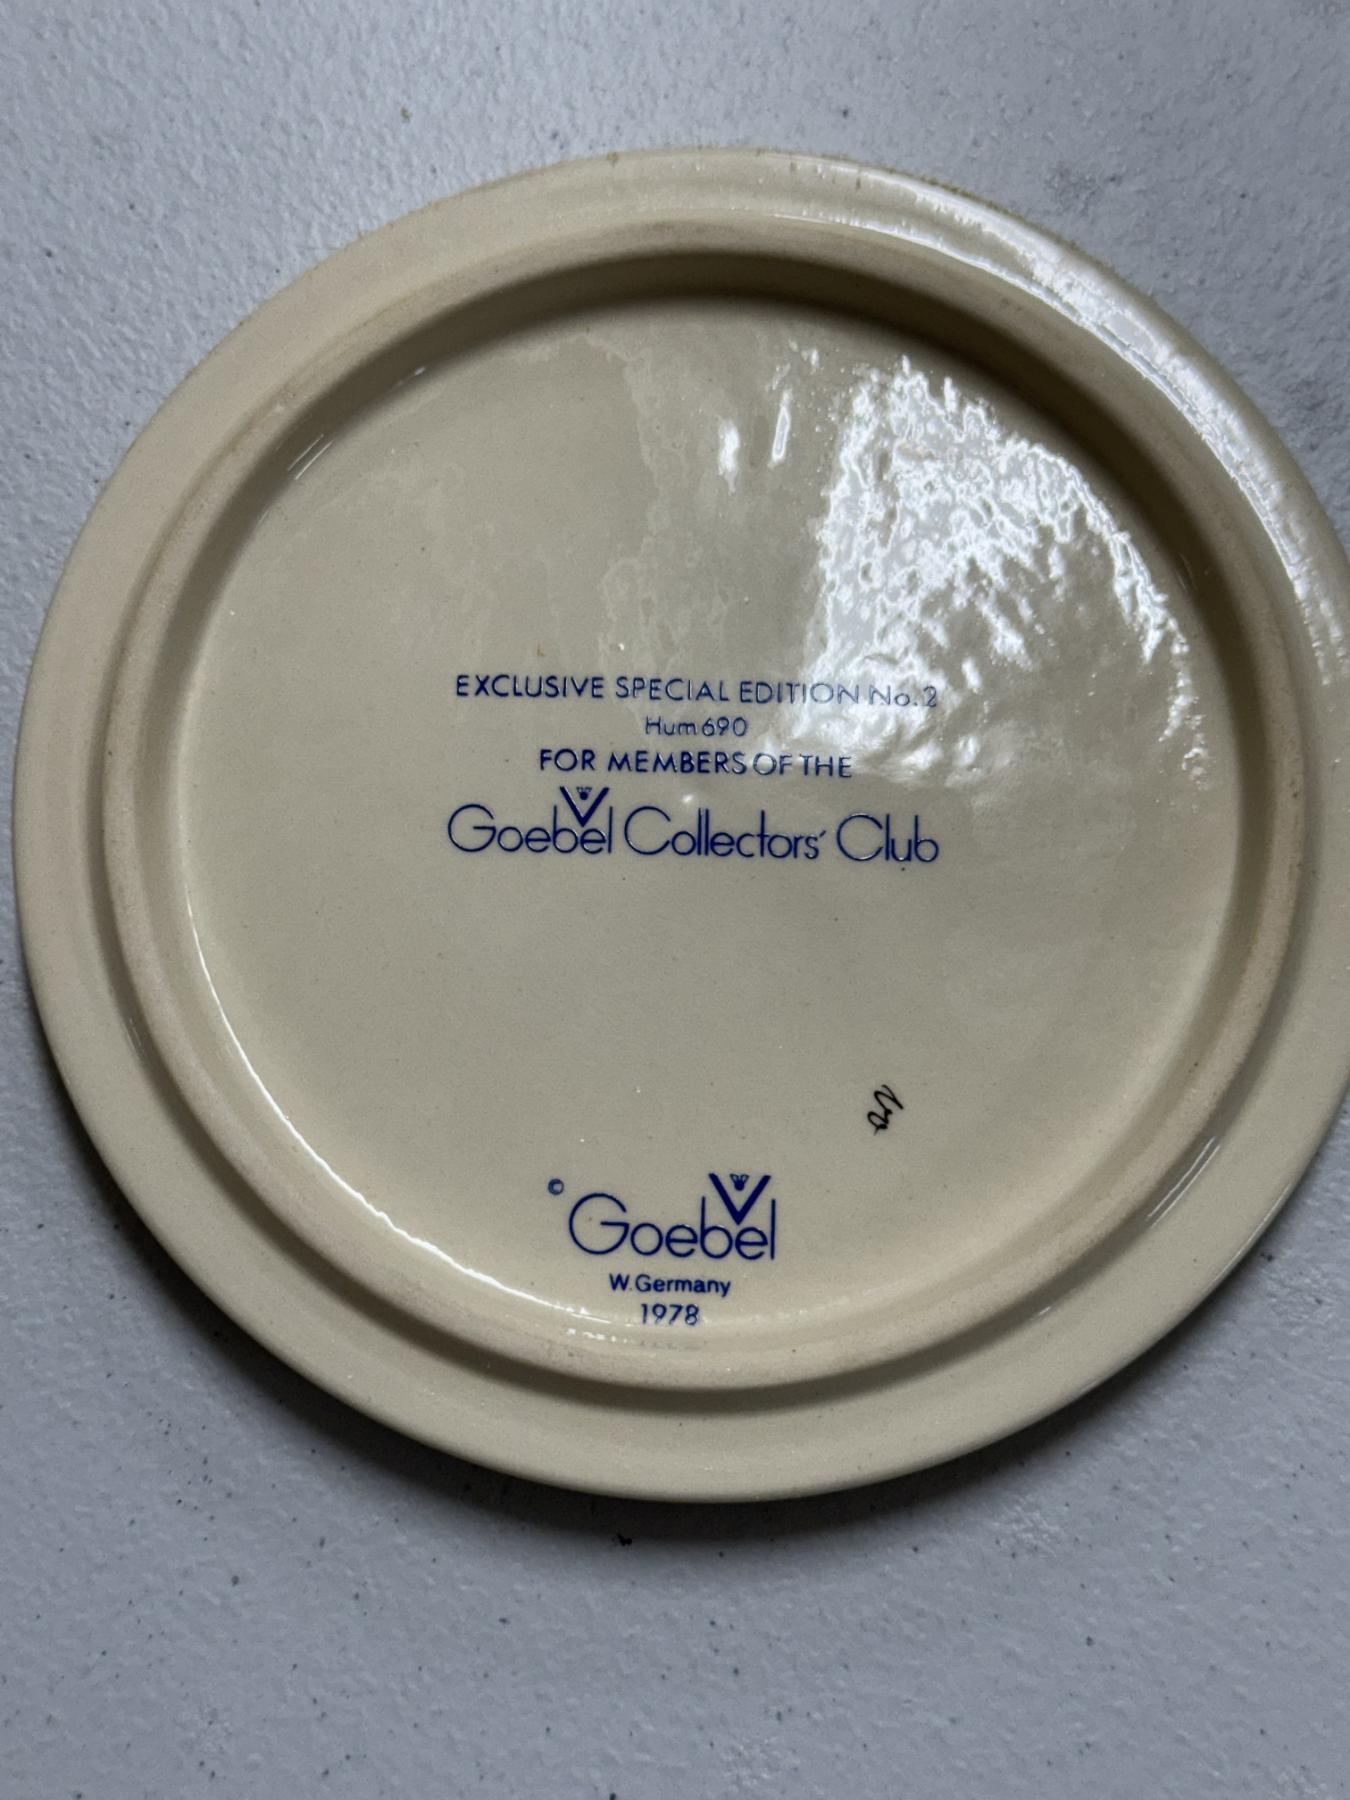 EXCLUSIVE SPECIAL EDITION No. 2
Hum 690
FOR MEMBERS OF THE
Goebel Collectors' Club
© Goebel
W. Germany
1978